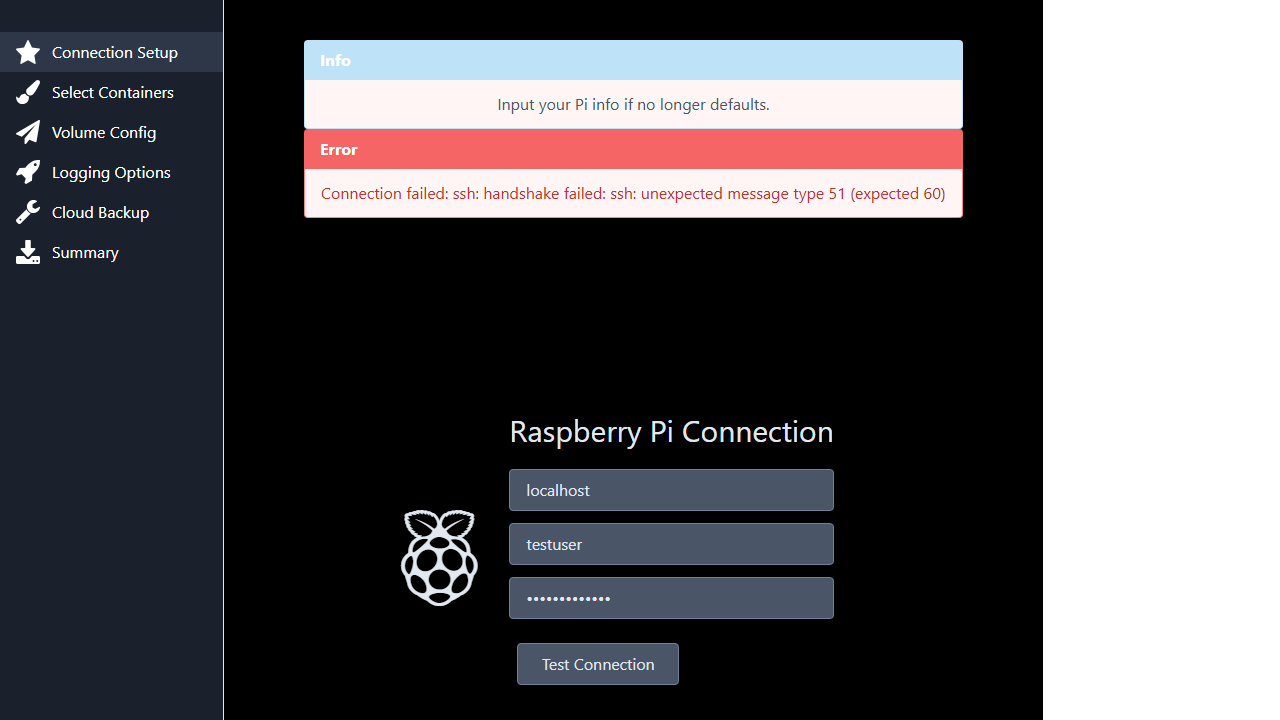 Connection Setup
Select Containers
Volume Config
Logging Options
Cloud Backup
Summary
Info
Input your Pi info if no longer defaults.
Error
Connection failed: ssh: handshake failed: ssh: unexpected message type 51 (expected 60)
Raspberry Pi Connection
localhost
testuser
•••••••••••••
Test Connection